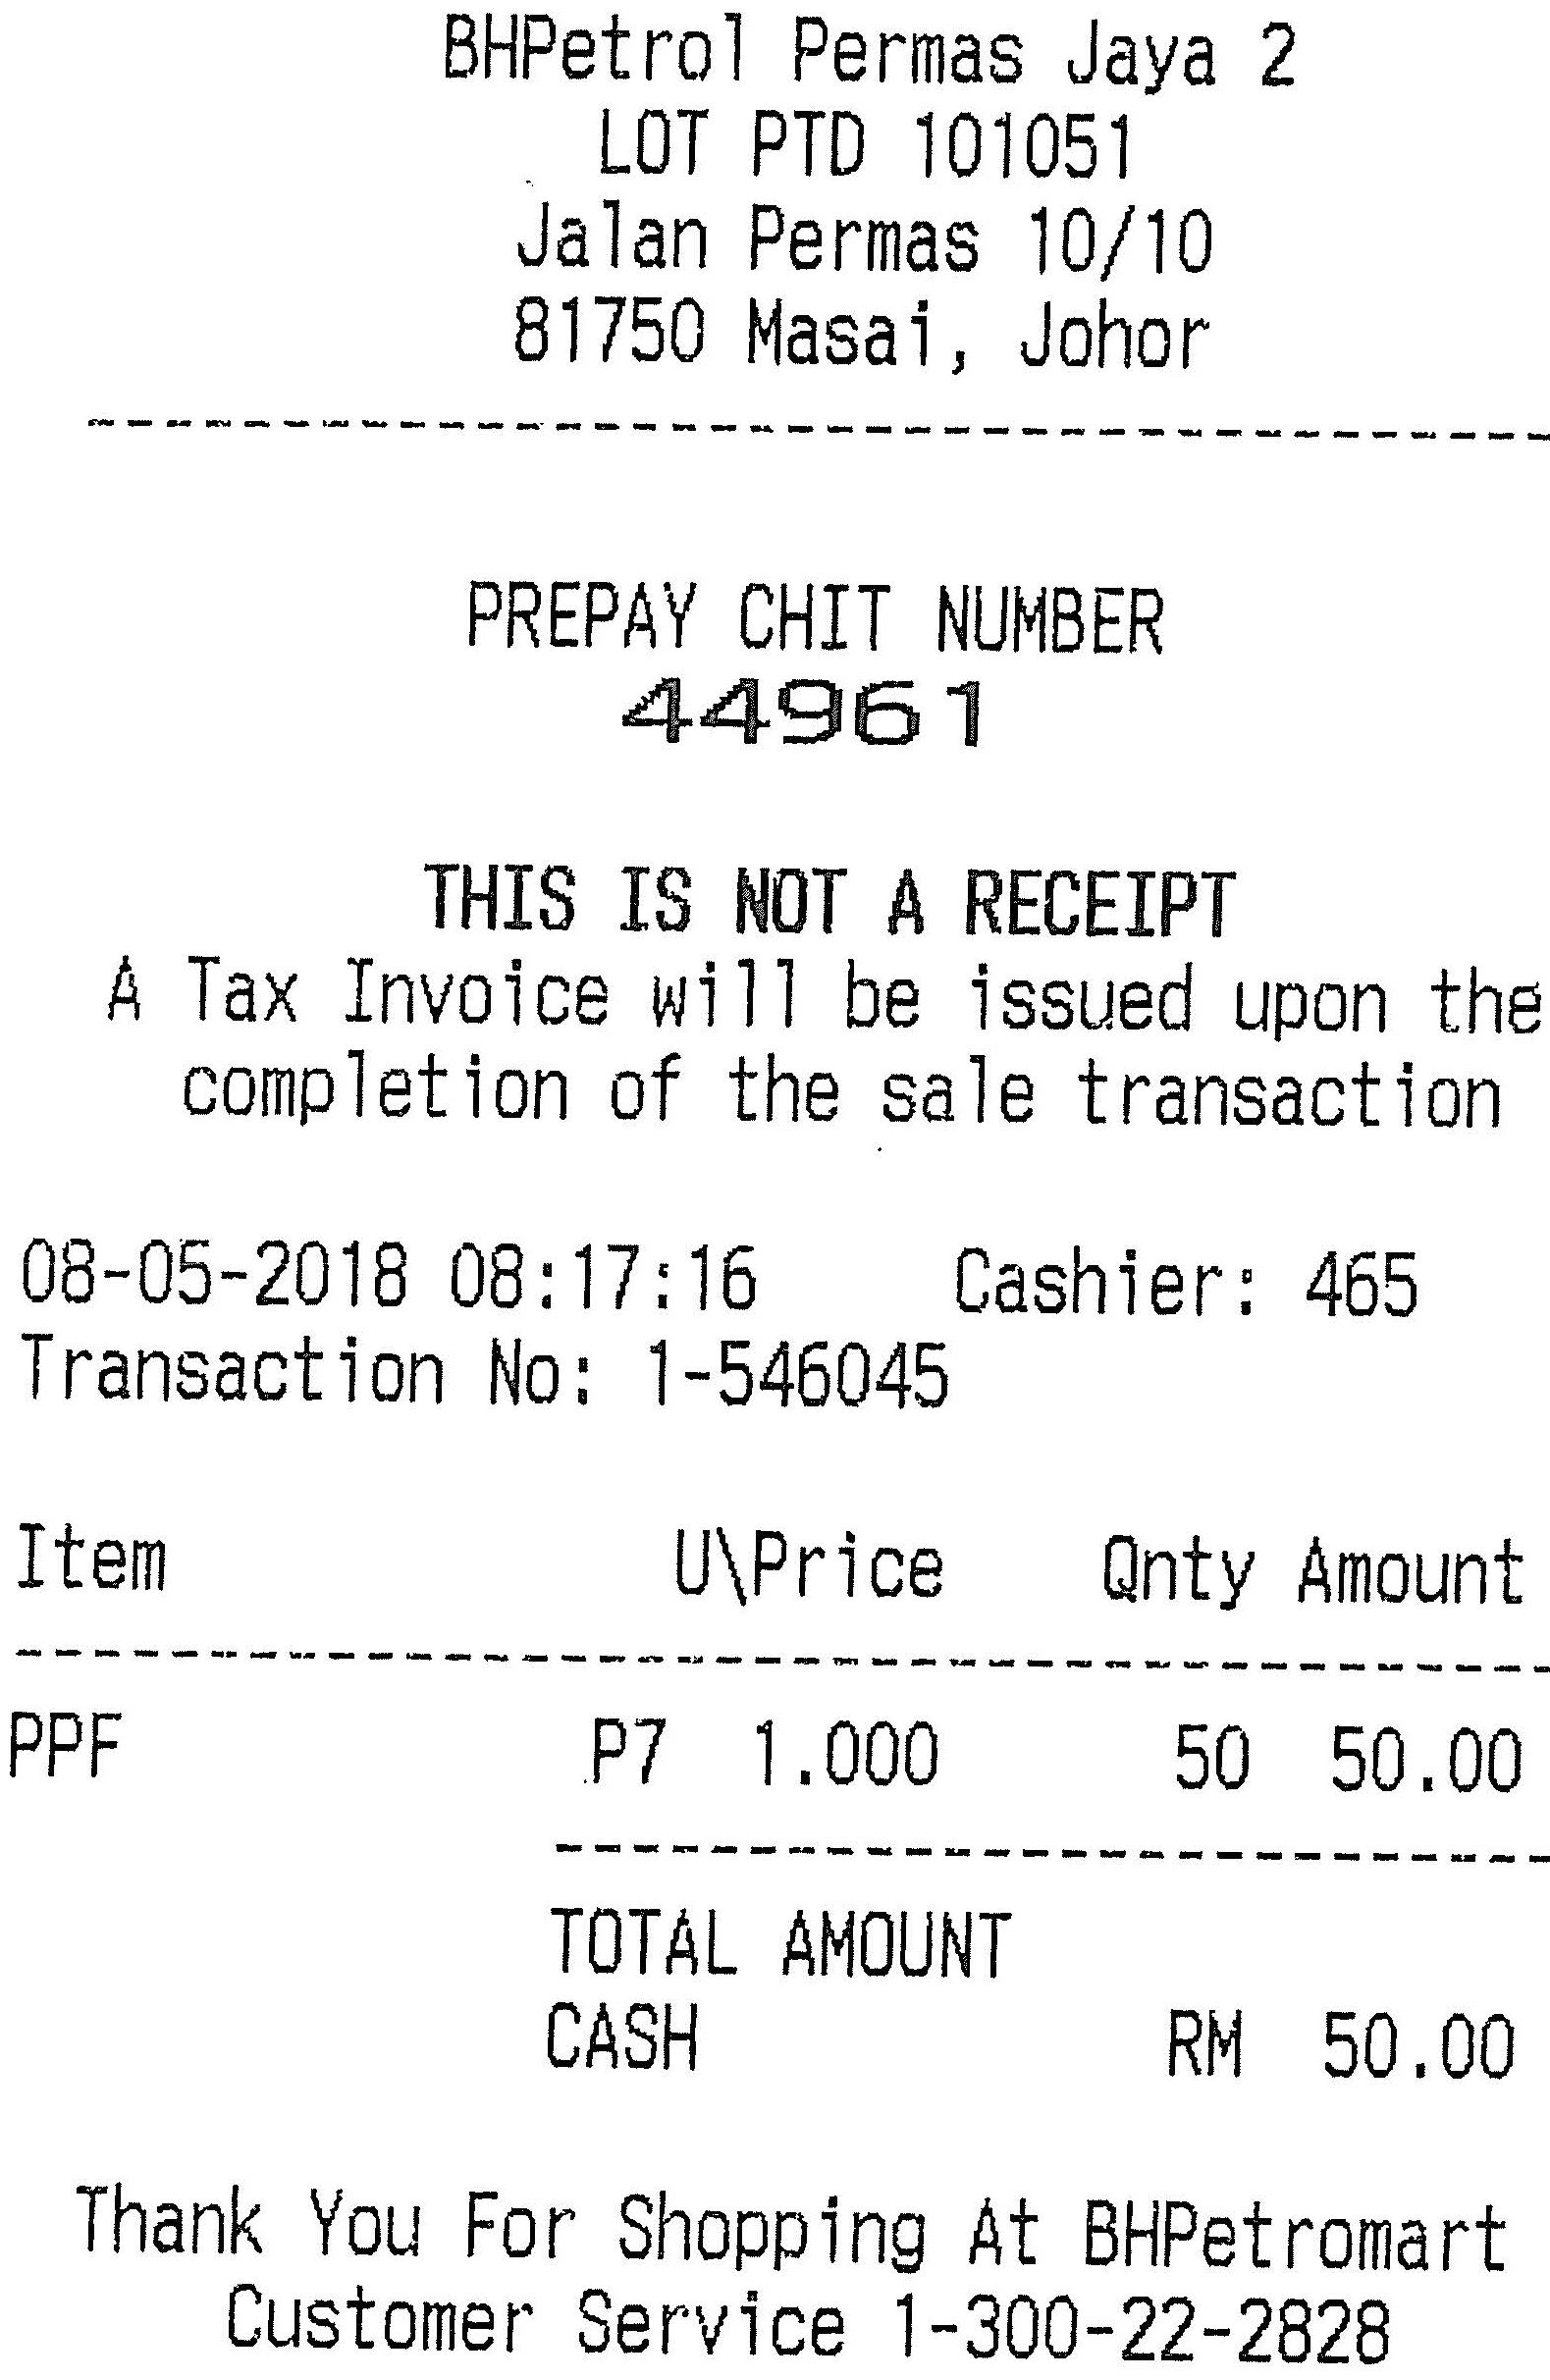 BHPetrol Permas Jaya 2
LOT PTD 101051
Jalan Permas 10/10
81750 Masai, Johor
----------------------------------------
PREPAY CHIT NUMBER
44961
THIS IS NOT A RECEIPT
A Tax Invoice will be issued upon the
completion of the sale transaction
08-05-2018 08:17:16 Cashier: 465
Transaction No: 1-546045
Item U\Price Qnty Amount
----------------------------------------
PPF P7 1.000 50 50.00
--------------------------
TOTAL AMOUNT
CASH RM 50.00
Thank You For Shopping At BHPetromart
Customer Service 1-300-22-2828